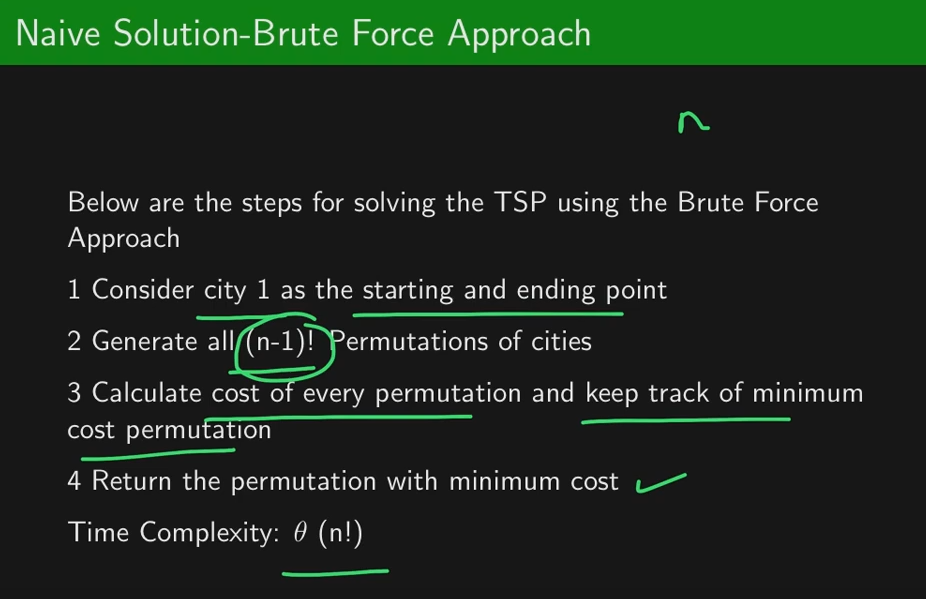 Naive Solution-Brute Force Approach
n
Below are the steps for solving the TSP using the Brute Force
Approach
1 Consider city 1 as the starting and ending point
2 Generate all (n-1)! Permutations of cities
3 Calculate cost of every permutation and keep track of minimum
cost permutation
4 Return the permutation with minimum cost
Time Complexity: θ (n!)